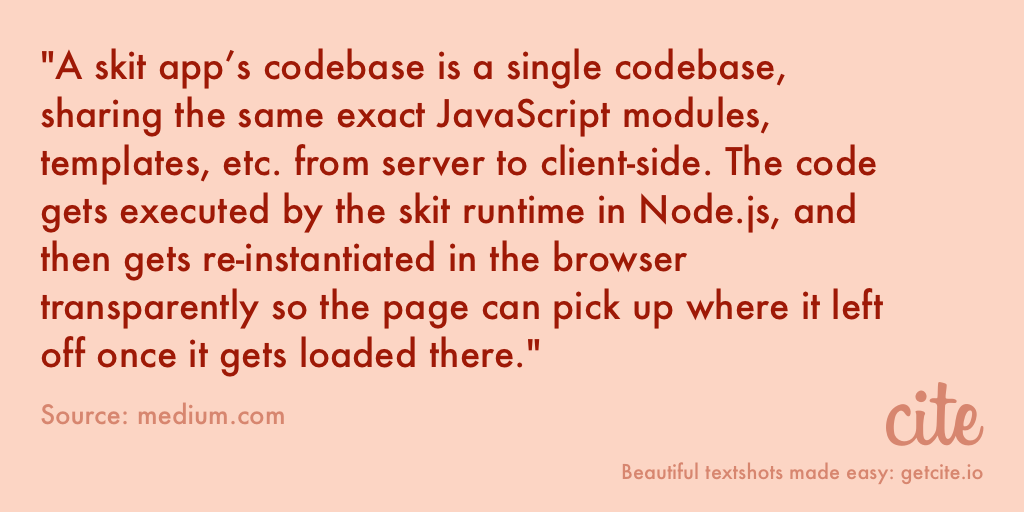 "A skit app’s codebase is a single codebase,
sharing the same exact JavaScript modules,
templates, etc. from server to client-side. The code
gets executed by the skit runtime in Node.js, and
then gets re-instantiated in the browser
transparently so the page can pick up where it left
off once it gets loaded there."
Source: medium.com
cite
Beautiful textshots made easy: getcite.io